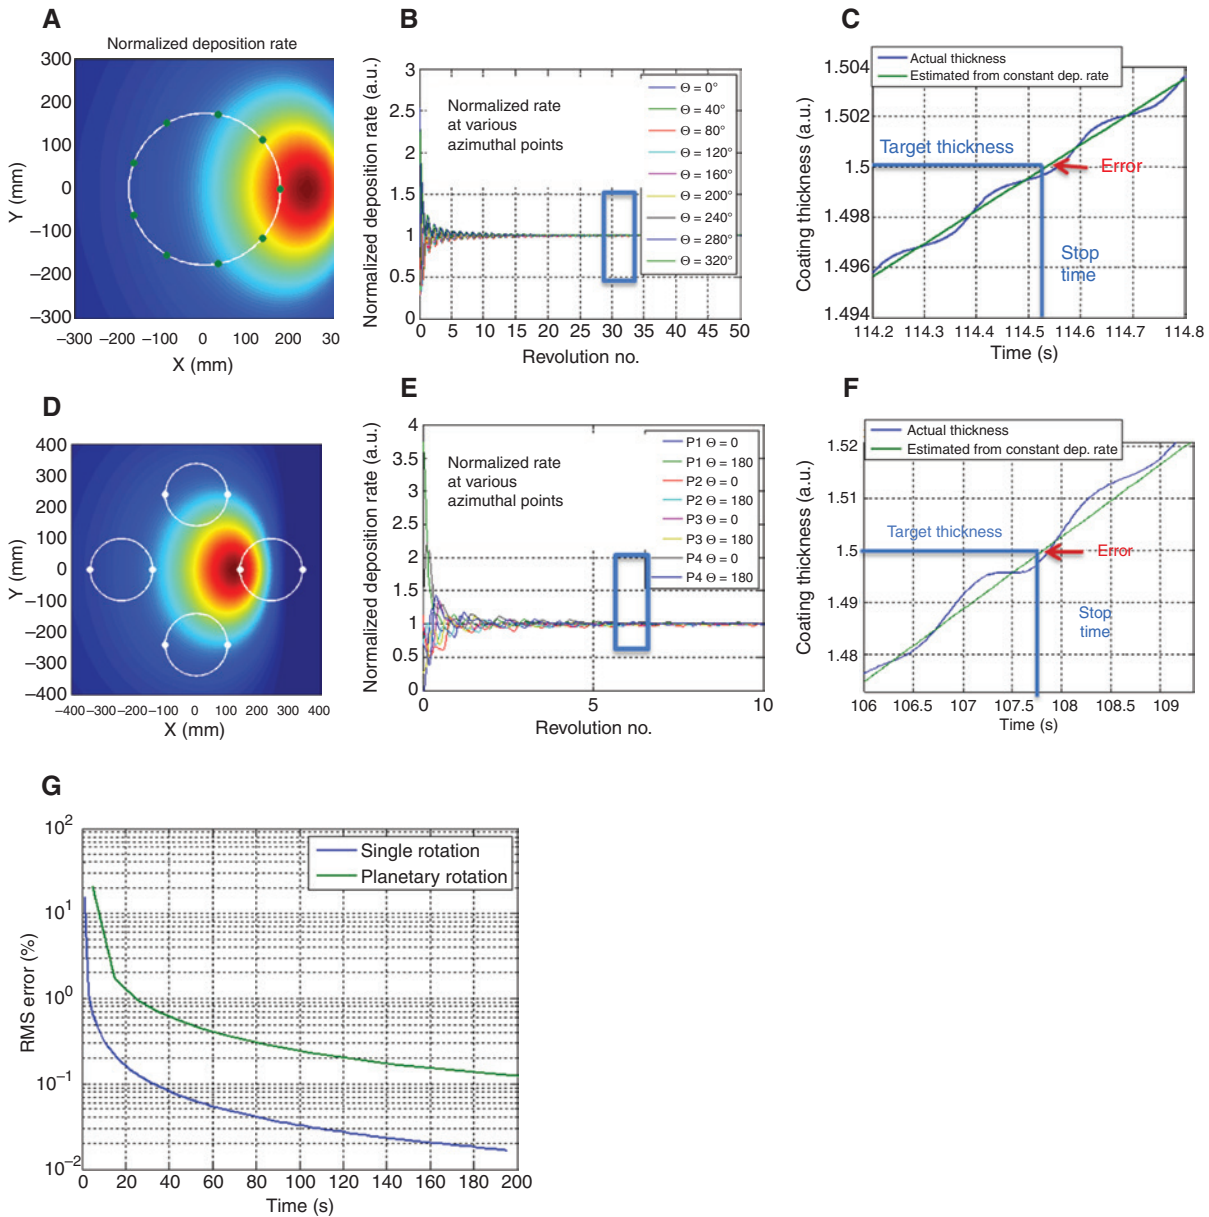 A
Normalized deposition rate
300
200
100
0
−100
−200
−300
−300
−100
0
100
200
30
Y (mm)
X (mm)
B
3
2.5
2
1.5
1
0.5
0
0
5
10
15
20
25
30
35
40
45
50
Normalized deposition rate (a.u.)
Revolution no.
Normalized rate
at various
azimuthal points
Θ = 0°
Θ = 40°
Θ = 80°
Θ = 120°
Θ = 160°
Θ = 200°
Θ = 240°
Θ = 280°
Θ = 320°
C
Actual thickness
Estimated from constant dep. rate
1.504
1.502
1.5
1.498
1.496
1.494
114.2
114.3
114.4
114.5
114.6
114.7
114.8
Coating thickness (a.u.)
Time (s)
Target thickness
Error
Stop
time
D
400
300
200
100
0
−100
−200
−300
−400
−400
−300
−200
−100
0
100
200
300
400
Y (mm)
X (mm)
E
4
3.5
3
2.5
2
1.5
1
0.5
0
0
5
10
Normalized deposition rate (a.u.)
Revolution no.
Normalized rate
at various
azimuthal points
P1 Θ = 0
P1 Θ = 180
P2 Θ = 0
P2 Θ = 180
P3 Θ = 0
P3 Θ = 180
P4 Θ = 0
P4 Θ = 180
F
Actual thickness
Estimated from constant dep. rate
1.52
1.51
1.5
1.49
1.48
106
106.5
107
107.5
108
108.5
109
Coating thickness (a.u.)
Time (s)
Target thickness
Error
Stop
time
G
10²
10¹
10⁰
10⁻¹
10⁻²
0
20
40
60
80
100
120
140
160
180
200
RMS error (%)
Time (s)
Single rotation
Planetary rotation